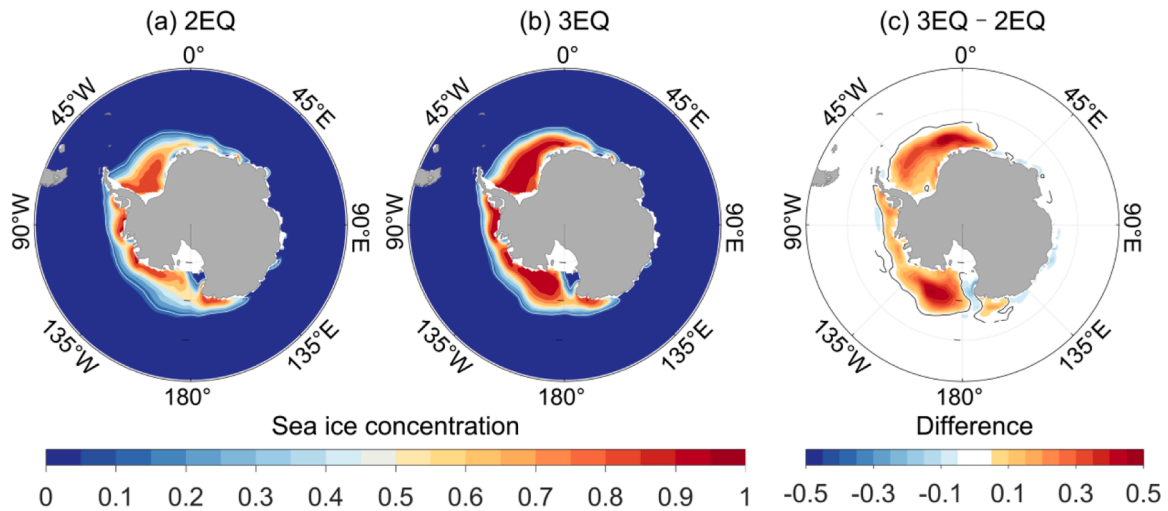 (a) 2EQ
(b) 3EQ
(c) 3EQ − 2EQ
0°
45°W
45°E
90°W
90°E
135°W
135°E
180°
0°
45°W
45°E
90°W
90°E
135°W
135°E
180°
0°
45°W
45°E
90°W
90°E
135°W
135°E
180°
Sea ice concentration
Difference
0 0.1 0.2 0.3 0.4 0.5 0.6 0.7 0.8 0.9 1
-0.5 -0.3 -0.1 0.1 0.3 0.5